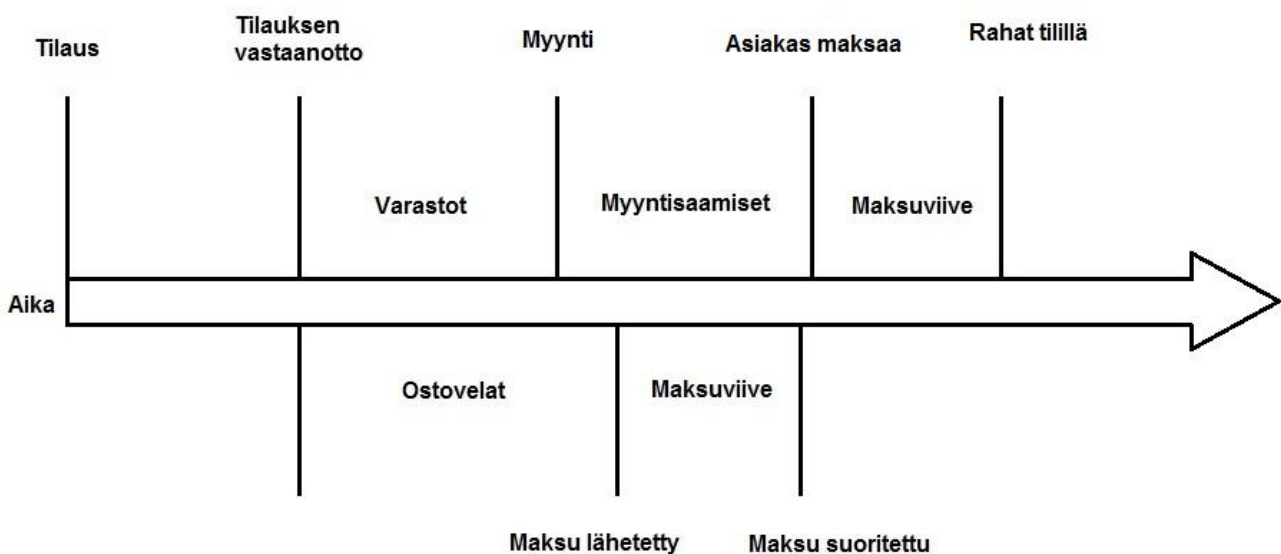 Tilaus
Tilauksen
vastaanotto
Myynti
Asiakas maksaa
Rahat tilillä
Varastot
Myyntisaamiset
Maksuviive
Aika
Ostovelat
Maksuviive
Maksu lähetetty
Maksu suoritettu